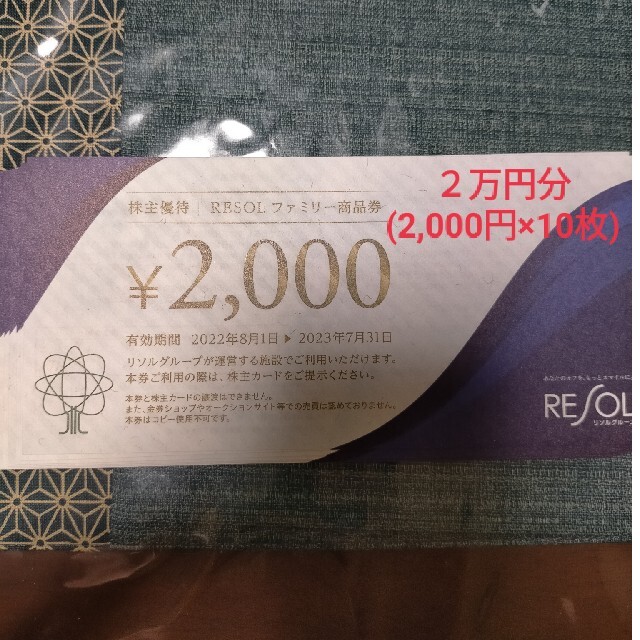 ２万円分
(2,000円×10枚)
株主優待 RESOL ファミリー商品券
¥2,000
有効期間 2022年8月1日▶2023年7月31日
リソルグループが運営する施設でご利用いただけます。
本券ご利用の際は、株主カードをご提示ください。
本券と株主カードの譲渡はできません。
また、金券ショップやオークションサイト等での売買は認めておりません。
本券はコピー使用不可です。
RESOL
リソルグループ